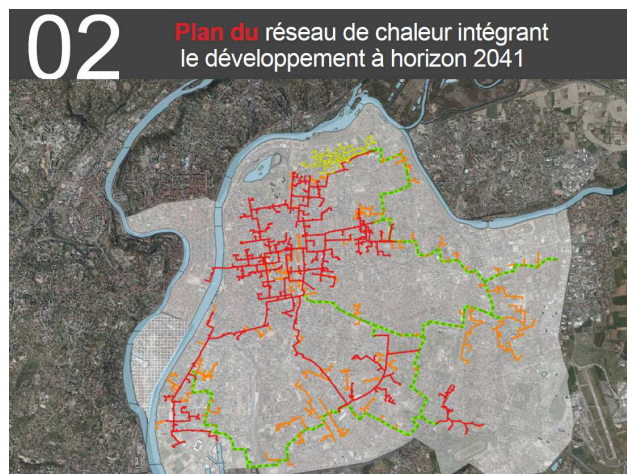 02
Plan du réseau de chaleur intégrant
le développement à horizon 2041